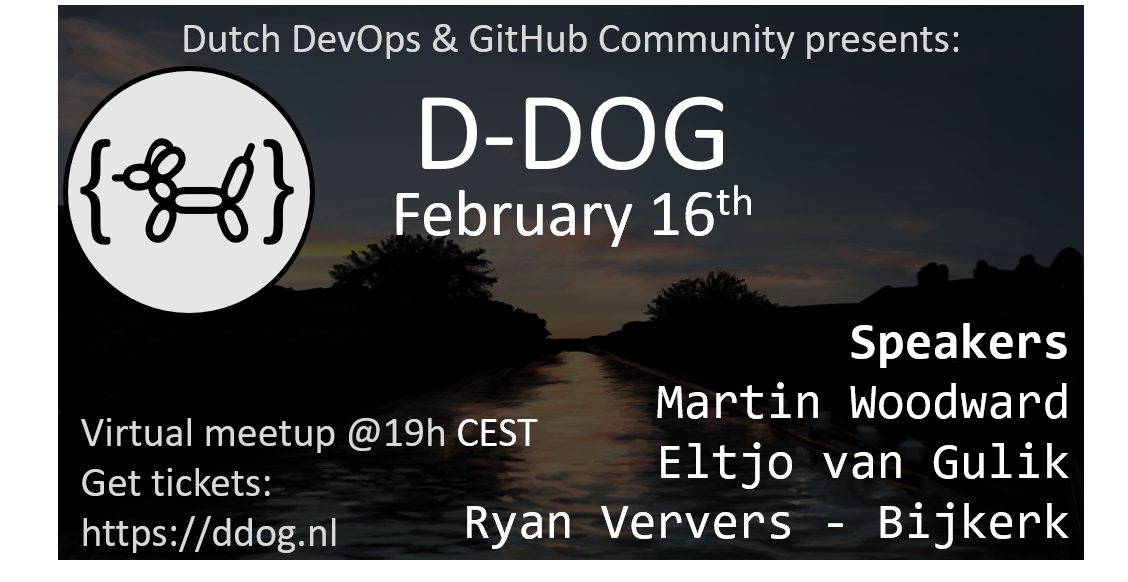 Dutch DevOps & GitHub Community presents:
D-DOG
February 16th
Speakers
Martin Woodward
Eltjo van Gulik
Ryan Ververs - Bijkerk
Virtual meetup @19h CEST
Get tickets:
https://ddog.nl